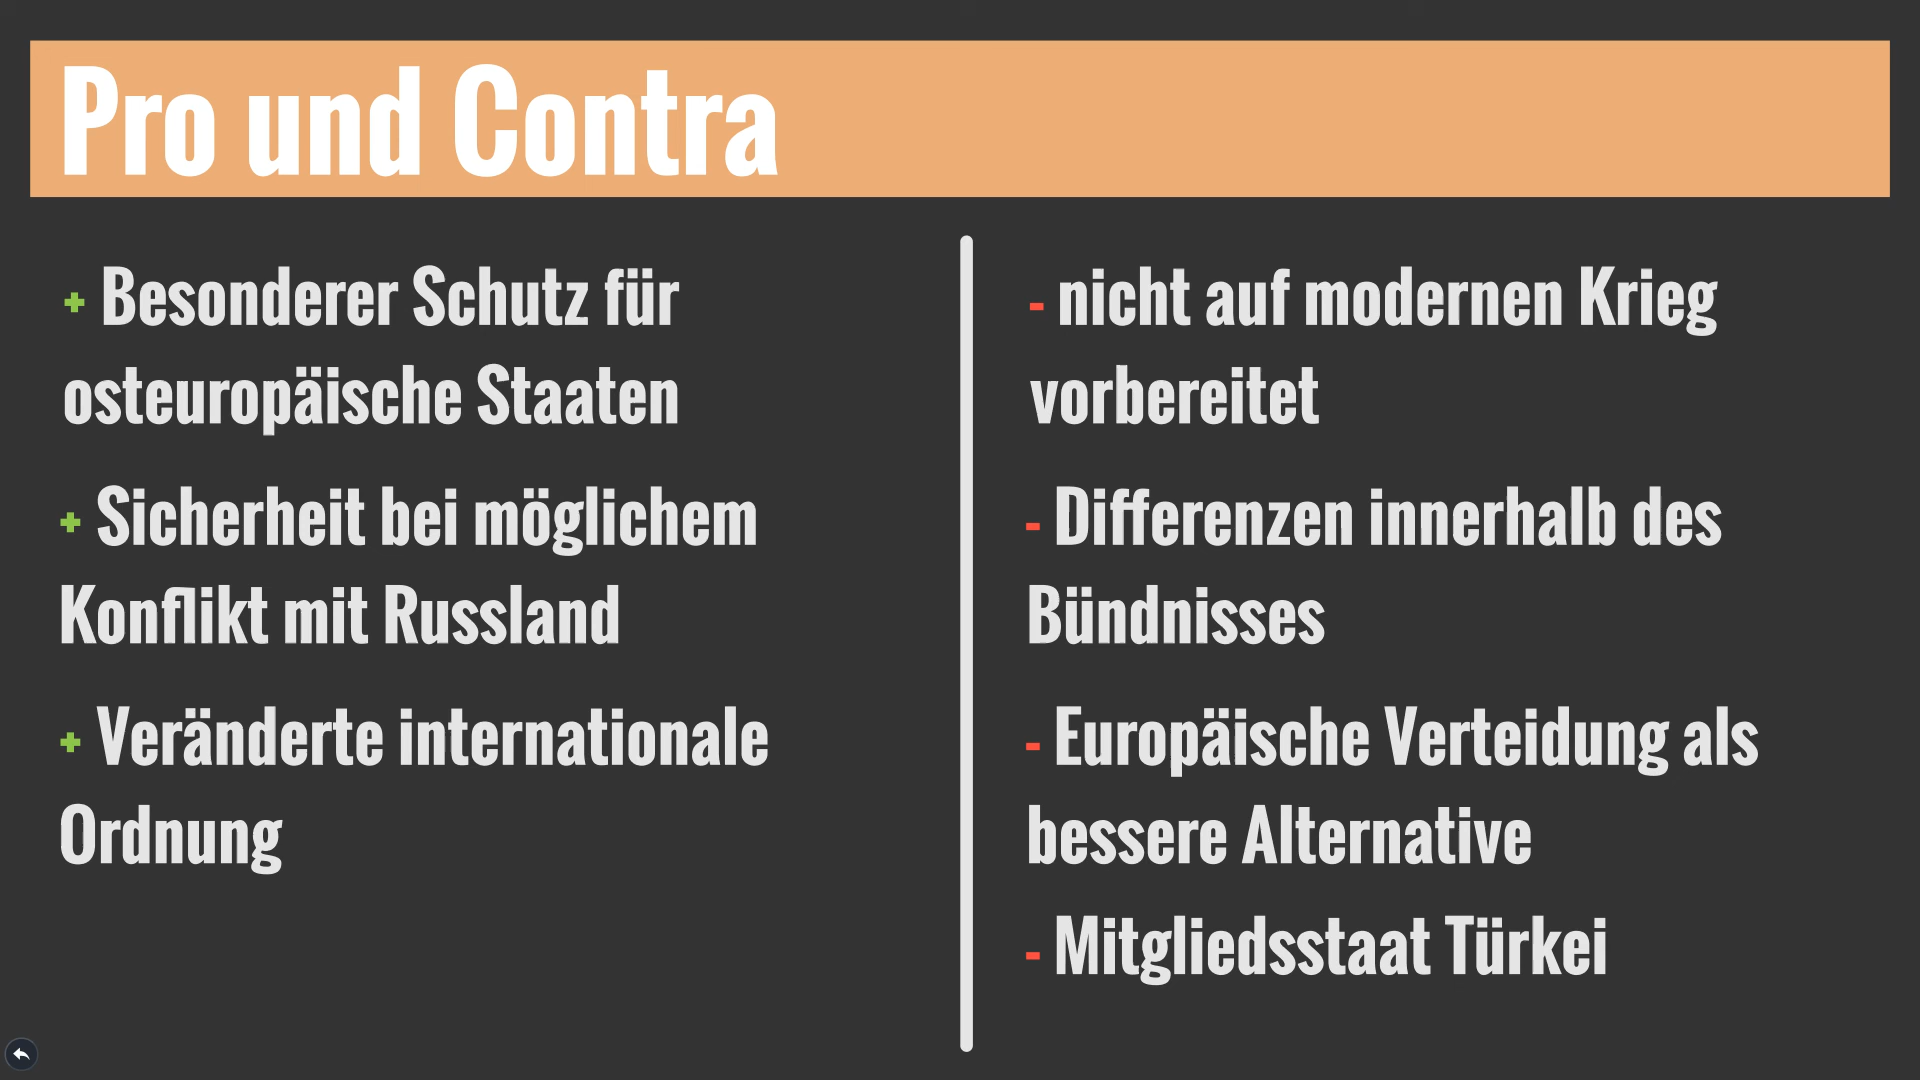 Pro und Contra
+ Besonderer Schutz für
osteuropäische Staaten
+ Sicherheit bei möglichem
Konflikt mit Russland
+ Veränderte internationale
Ordnung
- nicht auf modernen Krieg
vorbereitet
- Differenzen innerhalb des
Bündnisses
- Europäische Verteidung als
bessere Alternative
- Mitgliedsstaat Türkei